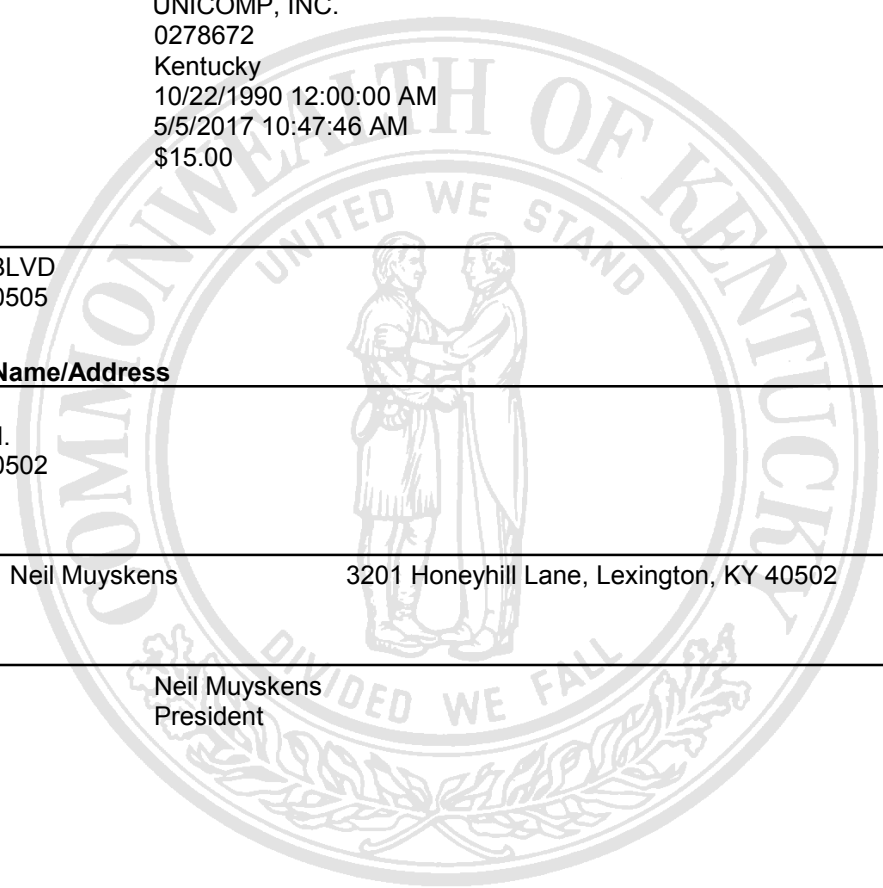 UNICOMP, INC.
0278672
Kentucky
10/22/1990 12:00:00 AM
5/5/2017 10:47:46 AM
$15.00
COMMONWEALTH OF KENTUCKY
UNITED WE STAND
BLVD
0505
Name/Address
0502
Neil Muyskens 3201 Honeyhill Lane, Lexington, KY 40502
Neil Muyskens
President
DIVIDED WE FALL